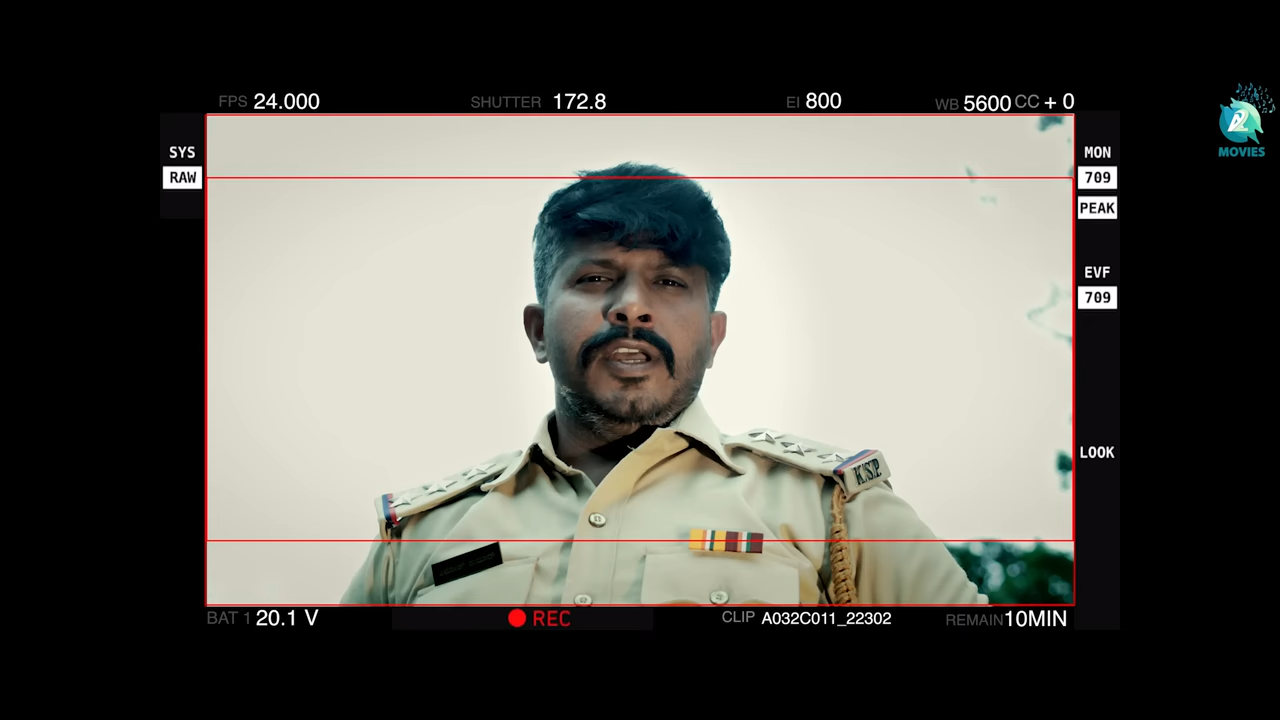 FPS 24.000 SHUTTER 172.8 EI 800 WB 5600 CC + 0
SYS
RAW
MON
709
PEAK
EVF
709
LOOK
MOVIES
K.S.P
BAT 1 20.1 V REC CLIP A032C011_22302 REMAIN 10MIN